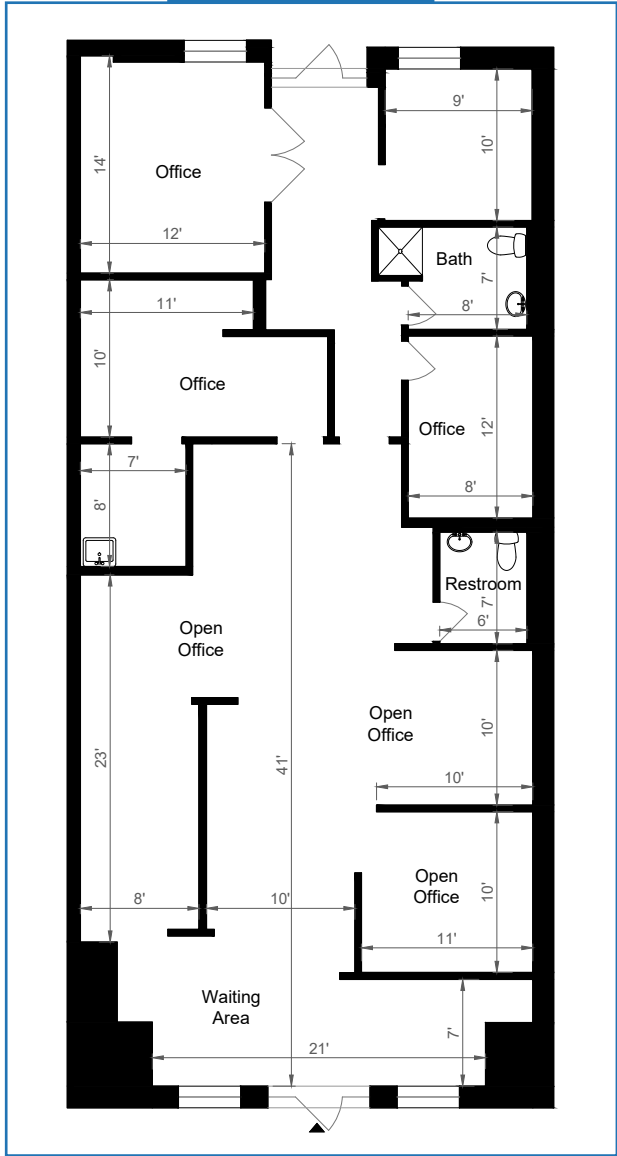 9'
14'
10'
Office
12'
Bath
7'
8'
11'
10'
Office
Office
12'
7'
8'
8'
Restroom
7'
6'
Open
Office
Open
Office
10'
23'
41'
10'
Open
Office
10'
8'
10'
11'
Waiting
Area
7'
21'